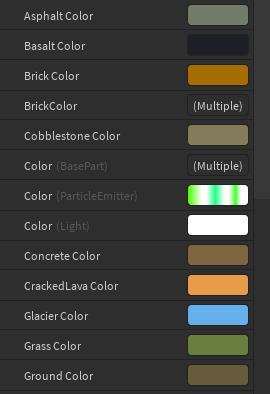 Asphalt Color
Basalt Color
Brick Color
BrickColor (Multiple)
Cobblestone Color
Color (BasePart) (Multiple)
Color (ParticleEmitter)
Color (Light)
Concrete Color
CrackedLava Color
Glacier Color
Grass Color
Ground Color